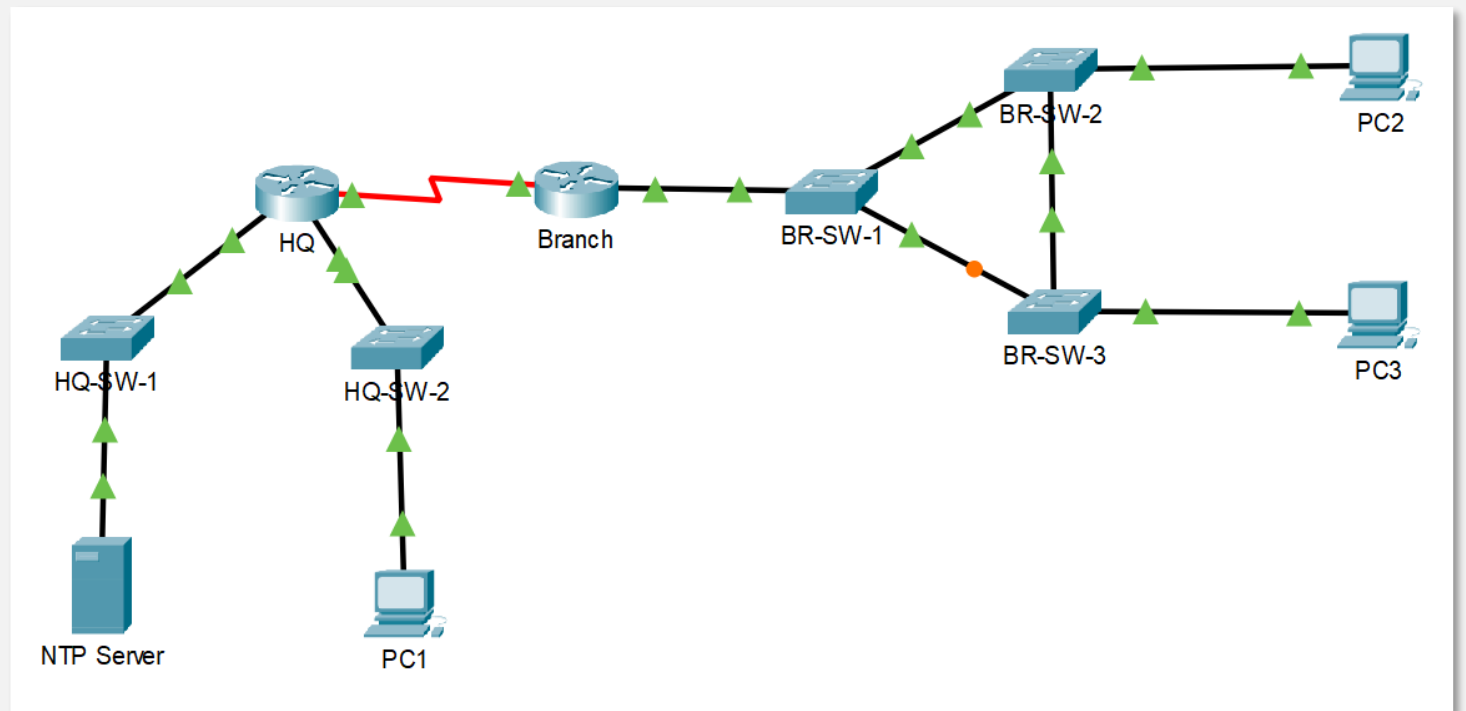 BR-SW-2
PC2
HQ
Branch
BR-SW-1
BR-SW-3
PC3
HQ-SW-1
HQ-SW-2
NTP Server
PC1